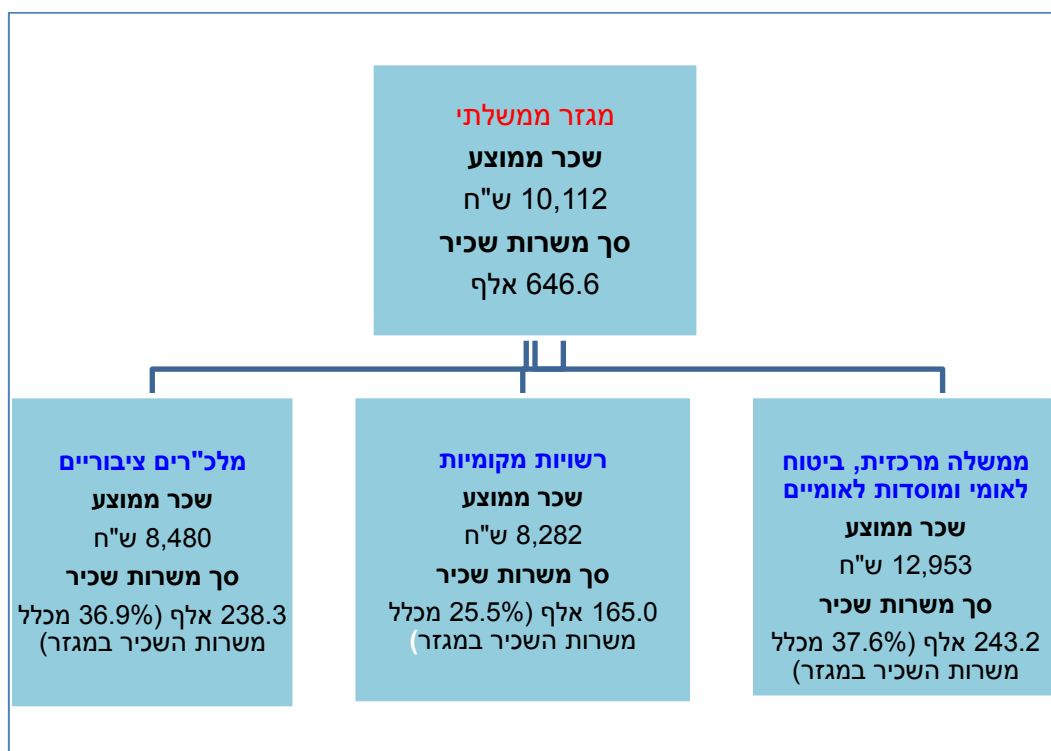 מגזר ממשלתי
שכר ממוצע
10,112 ש"ח
סך משרות שכיר
646.6 אלף
ממשלה מרכזית, ביטוח
לאומי ומוסדות לאומיים
שכר ממוצע
12,953 ש"ח
סך משרות שכיר
243.2 אלף (37.6% מכלל
משרות השכיר במגזר)
רשויות מקומיות
שכר ממוצע
8,282 ש"ח
סך משרות שכיר
165.0 אלף (25.5% מכלל
משרות השכיר במגזר)
מלכ"רים ציבוריים
שכר ממוצע
8,480 ש"ח
סך משרות שכיר
238.3 אלף (36.9% מכלל
משרות השכיר במגזר)